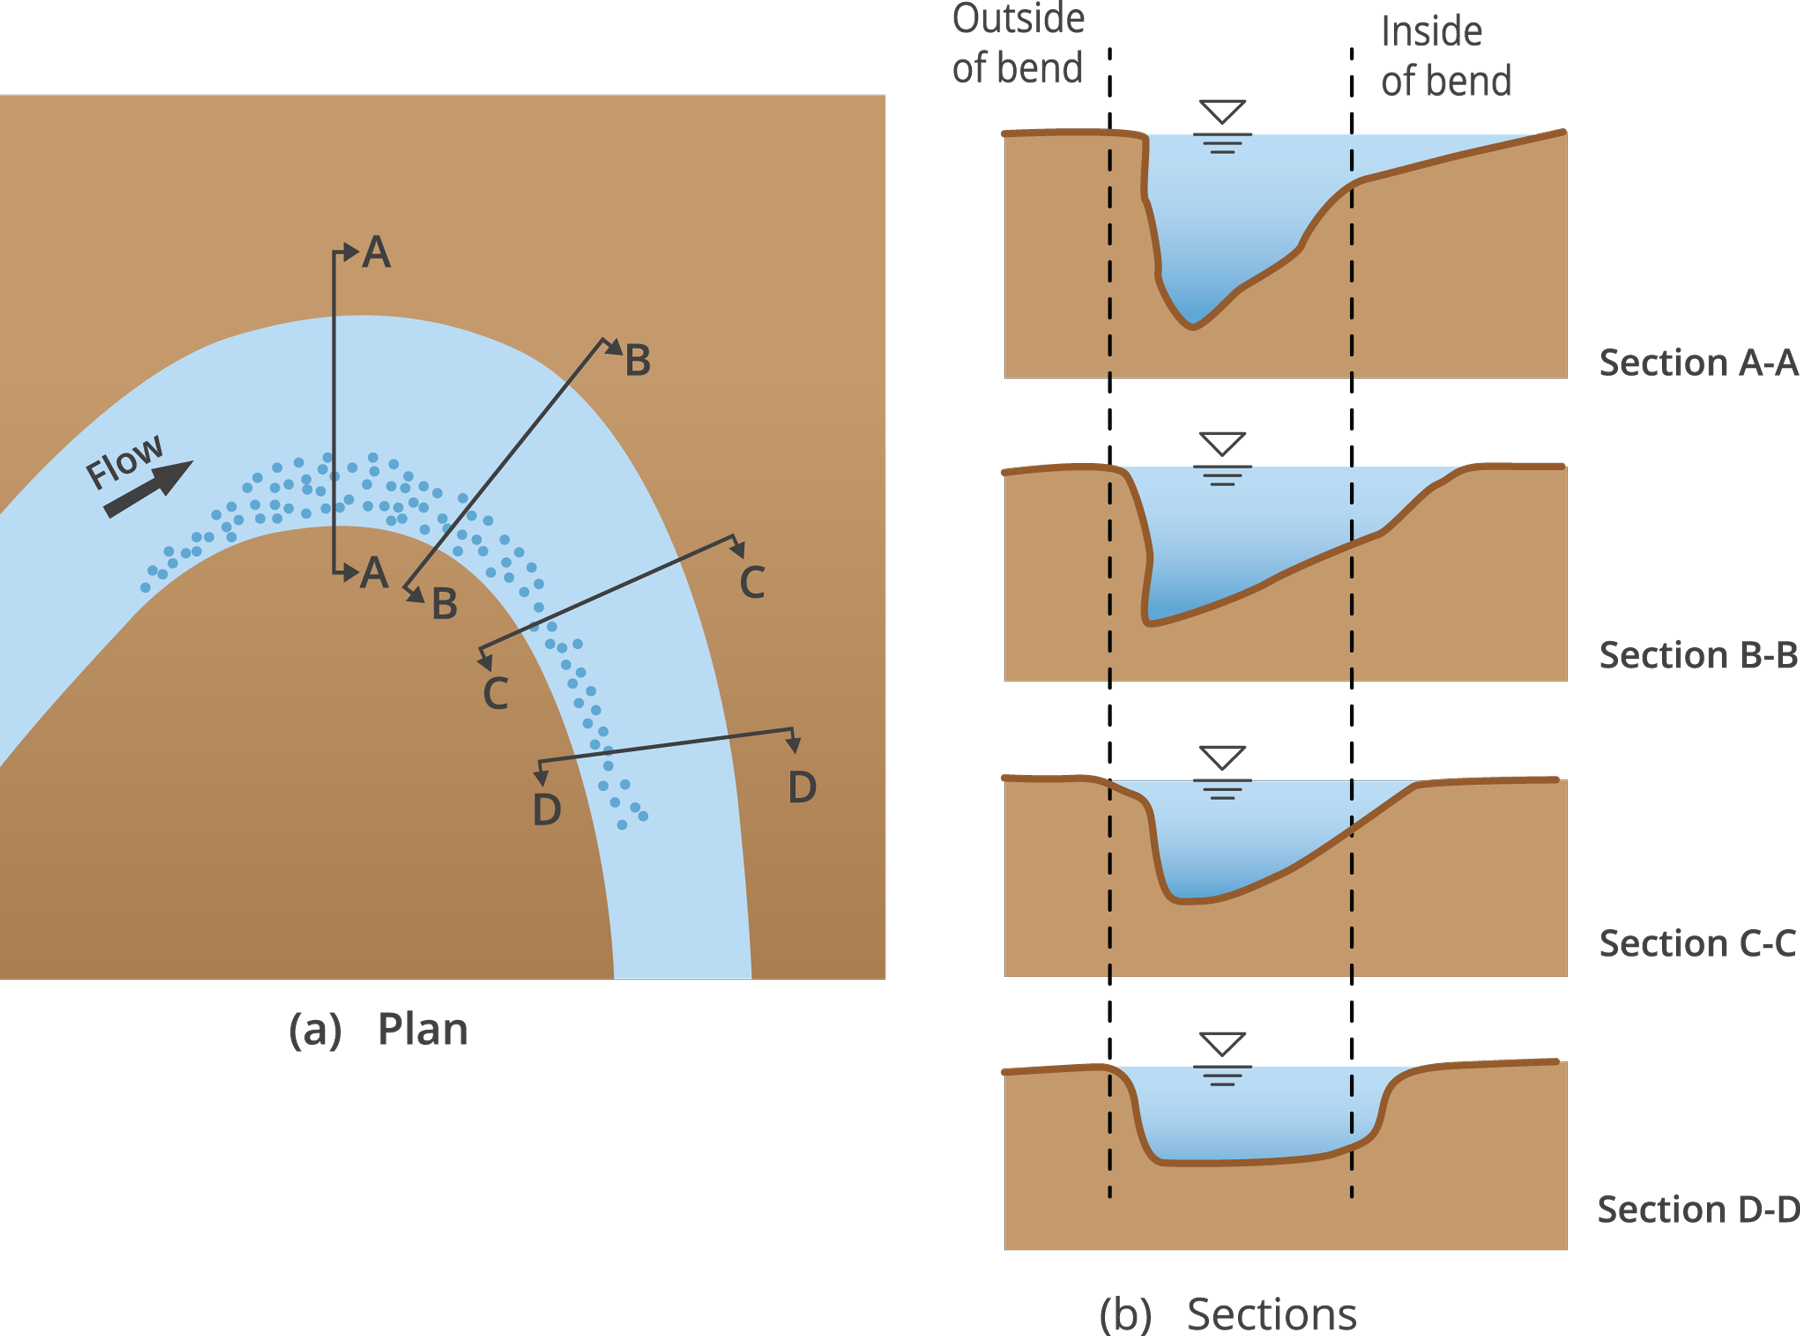 Outside
of bend
Inside
of bend
A
B
Flow
C
A
B
C
D
D
Section A-A
Section B-B
Section C-C
Section D-D
(a) Plan
(b) Sections